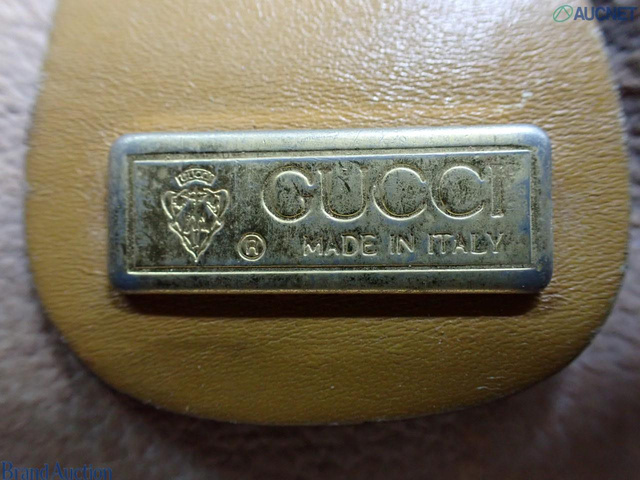 AUCNET
GUCCI
® MADE IN ITALY
Brand Auction